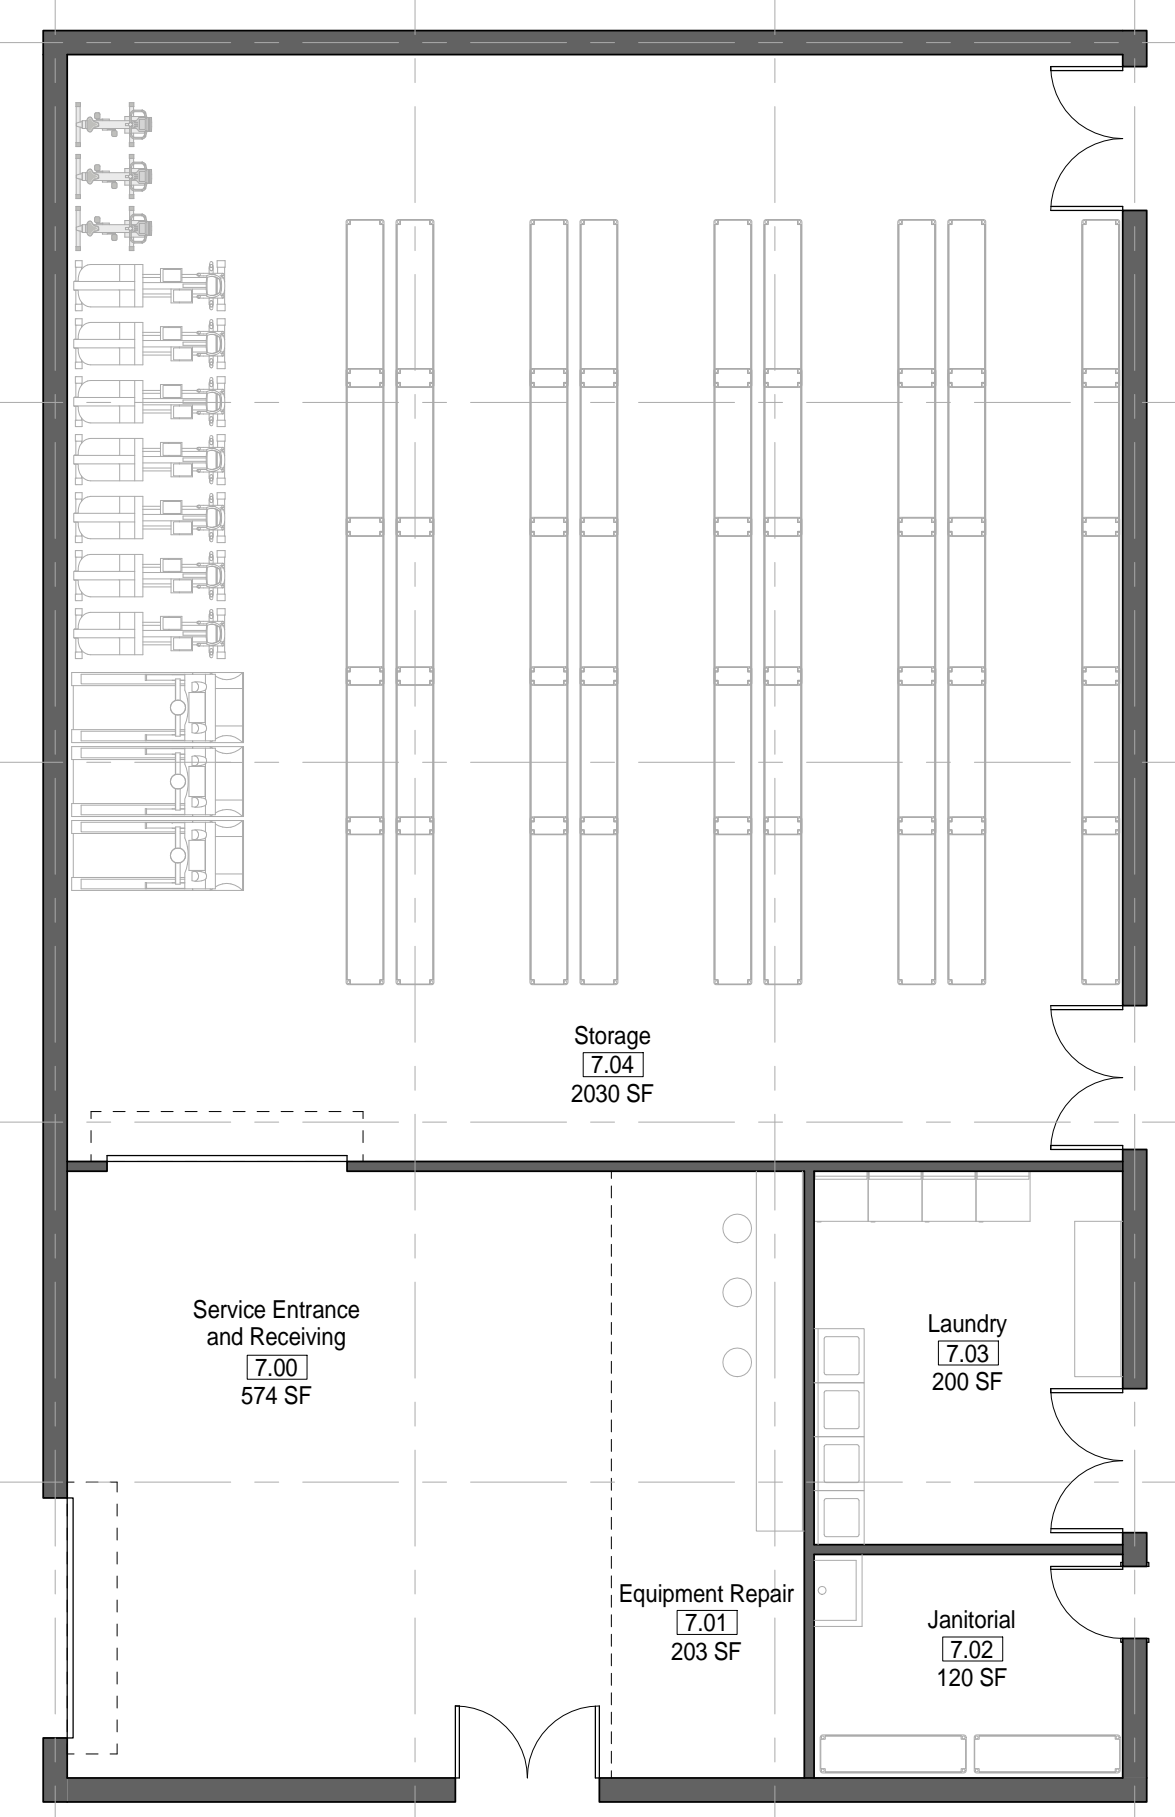 Storage
7.04
2030 SF
Service Entrance
and Receiving
7.00
574 SF
Laundry
7.03
200 SF
Equipment Repair
7.01
203 SF
Janitorial
7.02
120 SF